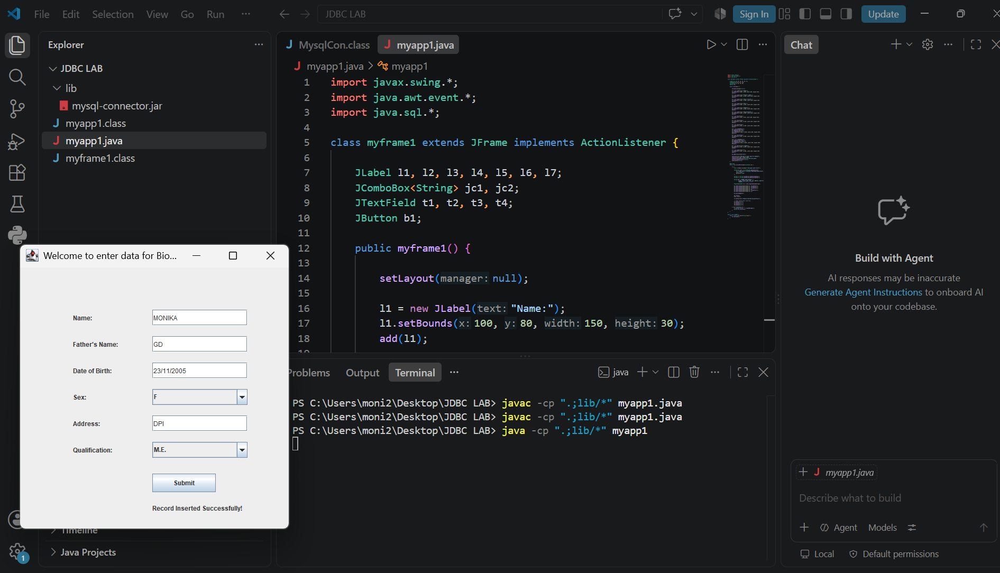 File Edit Selection View Go Run ··· JDBC LAB Sign In Update
Explorer ···
JDBC LAB
lib
mysql-connector.jar
myapp1.class
myapp1.java
myframe1.class
Timeline
Java Projects
1
MysqlCon.class myapp1.java
myapp1.java > myapp1
1 import javax.swing.*;
2 import java.awt.event.*;
3 import java.sql.*;
4
5 class myframe1 extends JFrame implements ActionListener {
6
7 JLabel l1, l2, l3, l4, l5, l6, l7;
8 JComboBox<String> jc1, jc2;
9 JTextField t1, t2, t3, t4;
10 JButton b1;
11
12 public myframe1() {
13
14 setLayout(manager: null);
15
16 l1 = new JLabel(text: "Name:");
17 l1.setBounds(x: 100, y: 80, width: 150, height: 30);
18 add(l1);
19
Problems Output Terminal ··· java
PS C:\Users\moni2\Desktop\JDBC LAB> javac -cp ".;lib/*" myapp1.java
PS C:\Users\moni2\Desktop\JDBC LAB> javac -cp ".;lib/*" myapp1.java
PS C:\Users\moni2\Desktop\JDBC LAB> java -cp ".;lib/*" myapp1
Welcome to enter data for Bio...
Name: MONIKA
Father's Name: GD
Date of Birth: 23/11/2005
Sex: F
Address: DPI
Qualification: M.E.
Submit
Record Inserted Successfully!
Chat
Build with Agent
AI responses may be inaccurate
Generate Agent Instructions to onboard AI
onto your codebase.
myapp1.java
Describe what to build
Agent Models
Local Default permissions